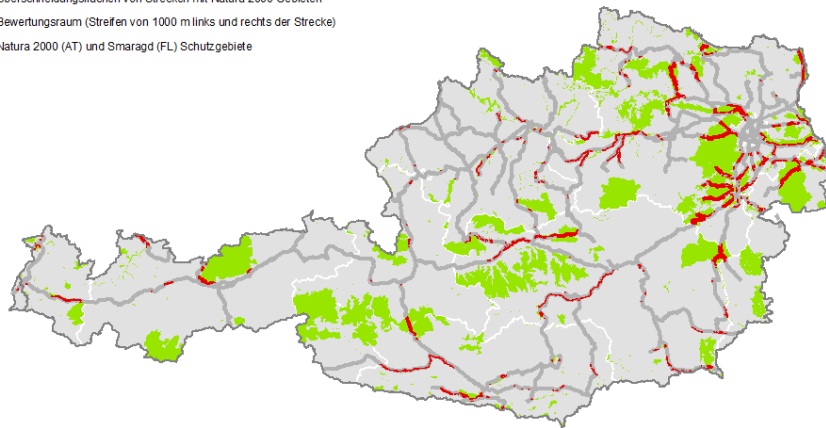 Überschneidungsflächen von Strecken mit Natura 2000 Gebieten
Bewertungsraum (Streifen von 1000 m links und rechts der Strecke)
Natura 2000 (AT) und Smaragd (FL) Schutzgebiete